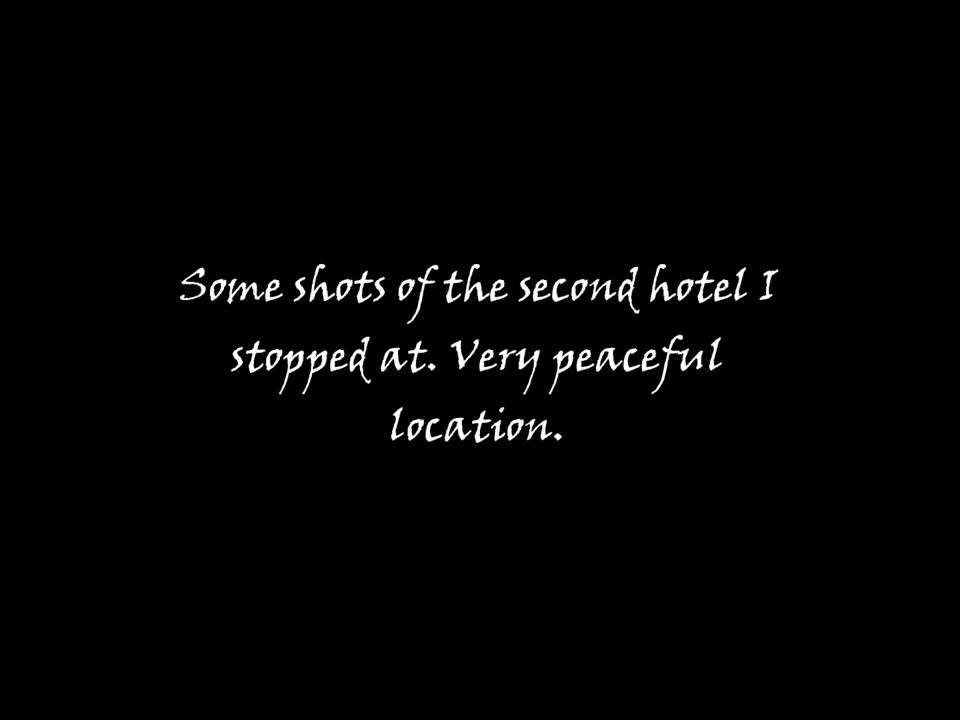 Some shots of the second hotel I
stopped at. Very peaceful
location.